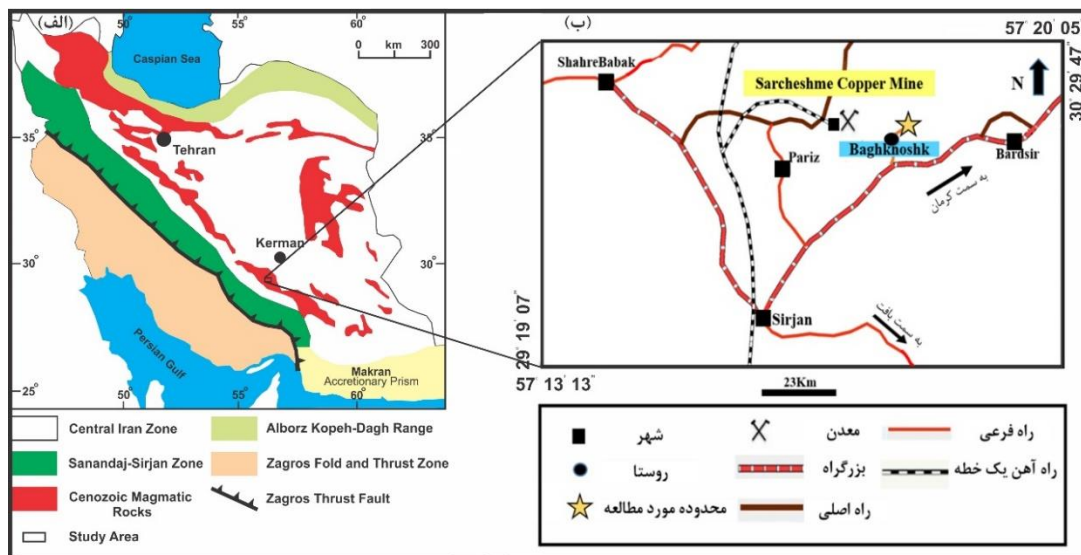 (الف)
50°
55°
60°
0 km 300
Caspian Sea
35°
35°
Tehran
Kerman
30°
30°
Persian Gulf
Makran
Accretionary Prism
25°
50°
55°
60°
Central Iran Zone
Alborz Kopeh-Dagh Range
Sanandaj-Sirjan Zone
Zagros Fold and Thrust Zone
Cenozoic Magmatic
Rocks
Zagros Thrust Fault
Study Area
(ب)
57° 20' 05"
30° 29' 47"
ShahreBabak
N
Sarcheshme Copper Mine
Pariz
Baghknoshk
Bardsir
به سمت کرمان
Sirjan
به سمت بافت
29° 19' 07"
57° 13' 13"
23Km
شهر
معدن
راه فرعی
روستا
بزرگراه
راه آهن یک خطه
محدوده مورد مطالعه
راه اصلی